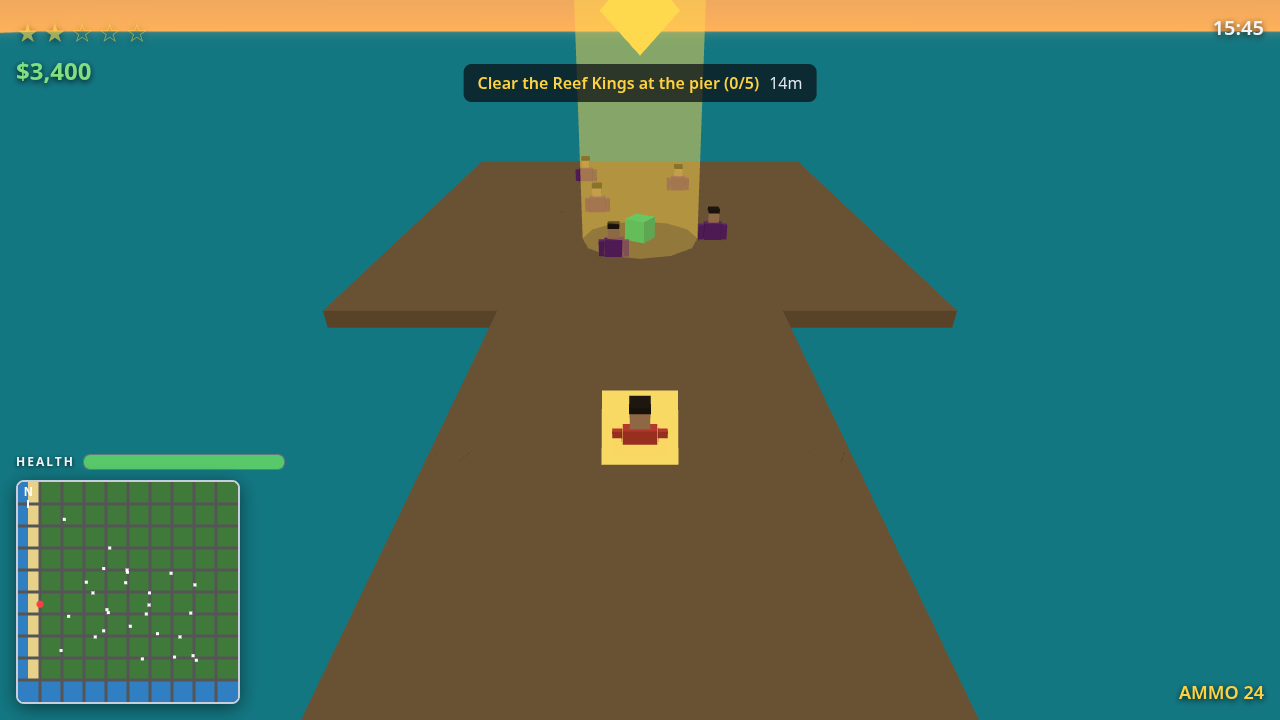 ★ ★ ☆ ☆ ☆
15:45
$3,400
Clear the Reef Kings at the pier (0/5) 14m
HEALTH
N
AMMO 24